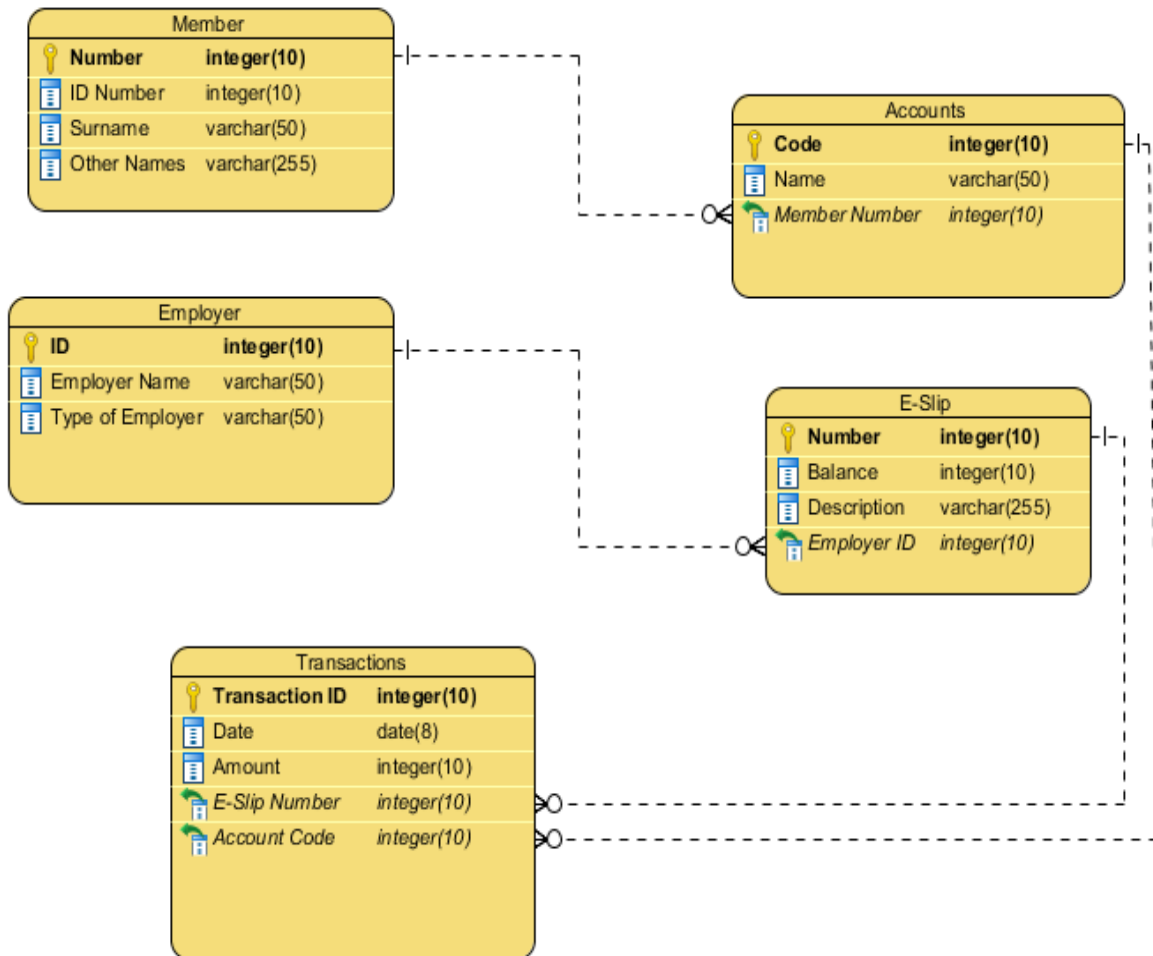 Member
Number integer(10)
ID Number integer(10)
Surname varchar(50)
Other Names varchar(255)
Accounts
Code integer(10)
Name varchar(50)
Member Number integer(10)
Employer
ID integer(10)
Employer Name varchar(50)
Type of Employer varchar(50)
E-Slip
Number integer(10)
Balance integer(10)
Description varchar(255)
Employer ID integer(10)
Transactions
Transaction ID integer(10)
Date date(8)
Amount integer(10)
E-Slip Number integer(10)
Account Code integer(10)